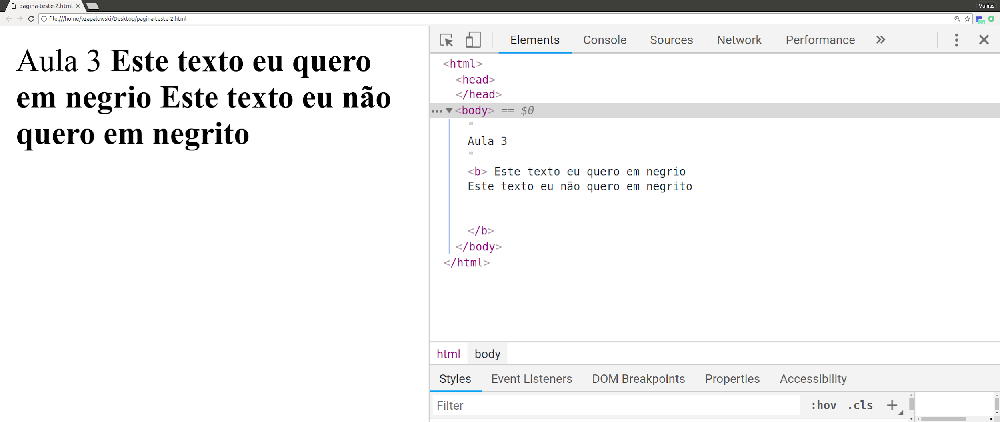 pagina-teste-2.html
Vanius
file:///home/vzapalowski/Desktop/pagina-teste-2.html
6h
Aula 3 Este texto eu quero
em negrio Este texto eu não
quero em negrito
Elements Console Sources Network Performance
<html>
<head>
</head>
<body> == $0
"
Aula 3
"
<b> Este texto eu quero em negrio
Este texto eu não quero em negrito
</b>
</body>
</html>
html body
Styles Event Listeners DOM Breakpoints Properties Accessibility
Filter :hov .cls